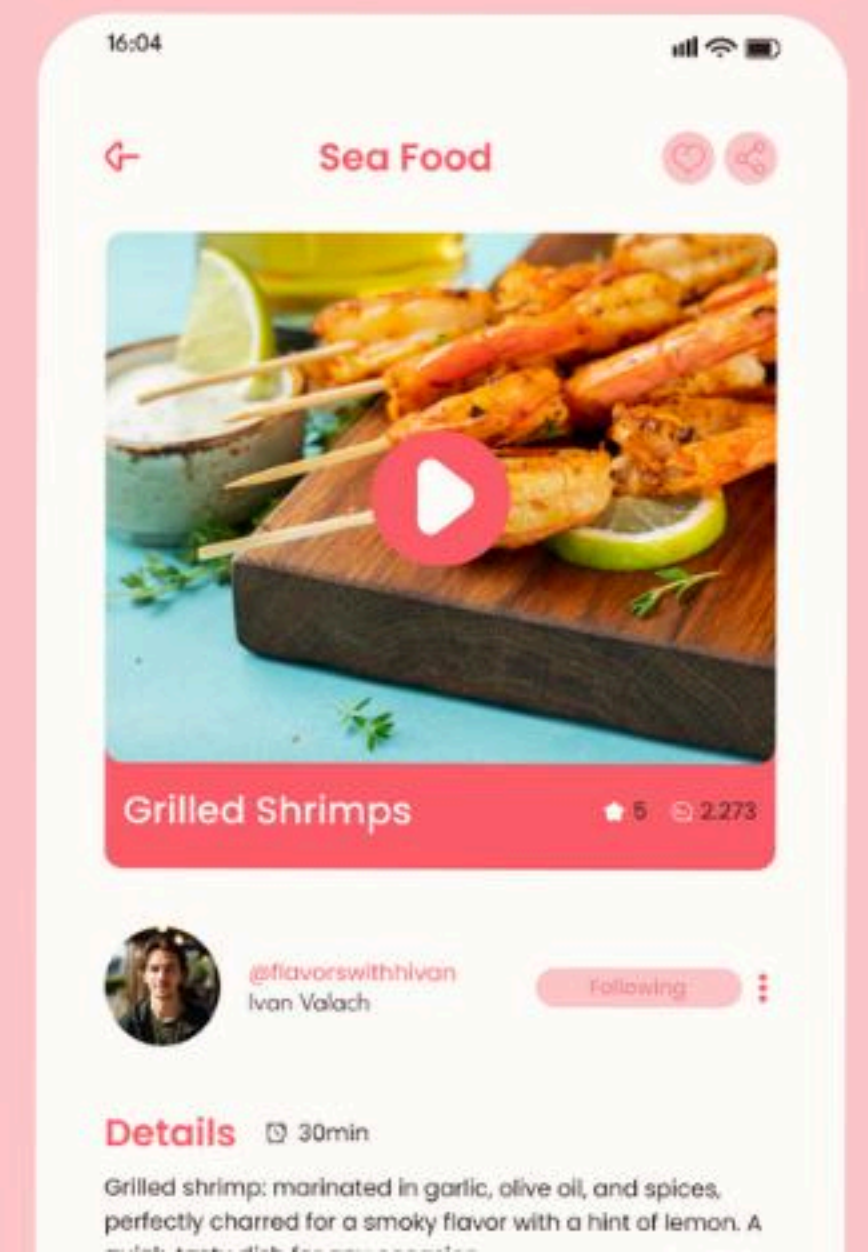 16:04
Sea Food
Grilled Shrimps
5
2.273
@flavorswithhivan
Ivan Valach
Following
Details
30min
Grilled shrimp: marinated in garlic, olive oil, and spices,
perfectly charred for a smoky flavor with a hint of lemon. A